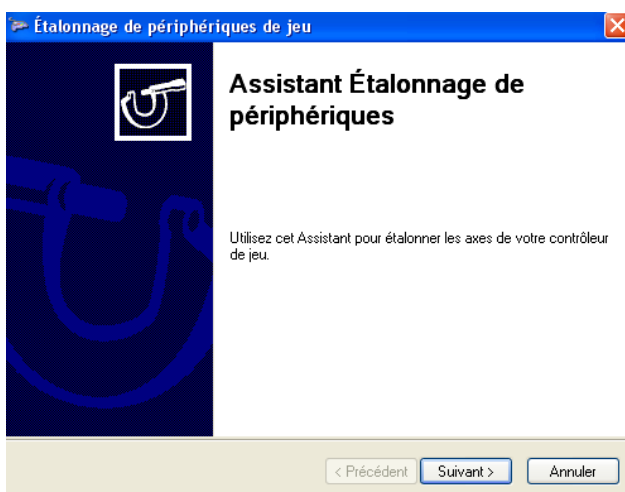 Étalonnage de périphériques de jeu
Assistant Étalonnage de
périphériques
Utilisez cet Assistant pour étalonner les axes de votre contrôleur
de jeu.
< Précédent Suivant > Annuler